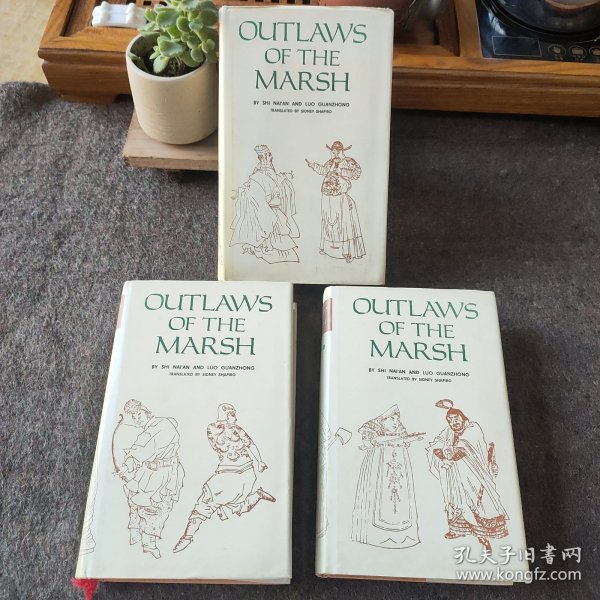 OUTLAWS
OF THE
MARSH
BY SHI NAI'AN AND LUO GUANZHONG
TRANSLATED BY SIDNEY SHAPIRO
OUTLAWS
OF THE
MARSH
BY SHI NAI'AN AND LUO GUANZHONG
TRANSLATED BY SIDNEY SHAPIRO
OUTLAWS
OF THE
MARSH
BY SHI NAI'AN AND LUO GUANZHONG
TRANSLATED BY SIDNEY SHAPIRO
孔夫子旧書网
www.kongfz.com